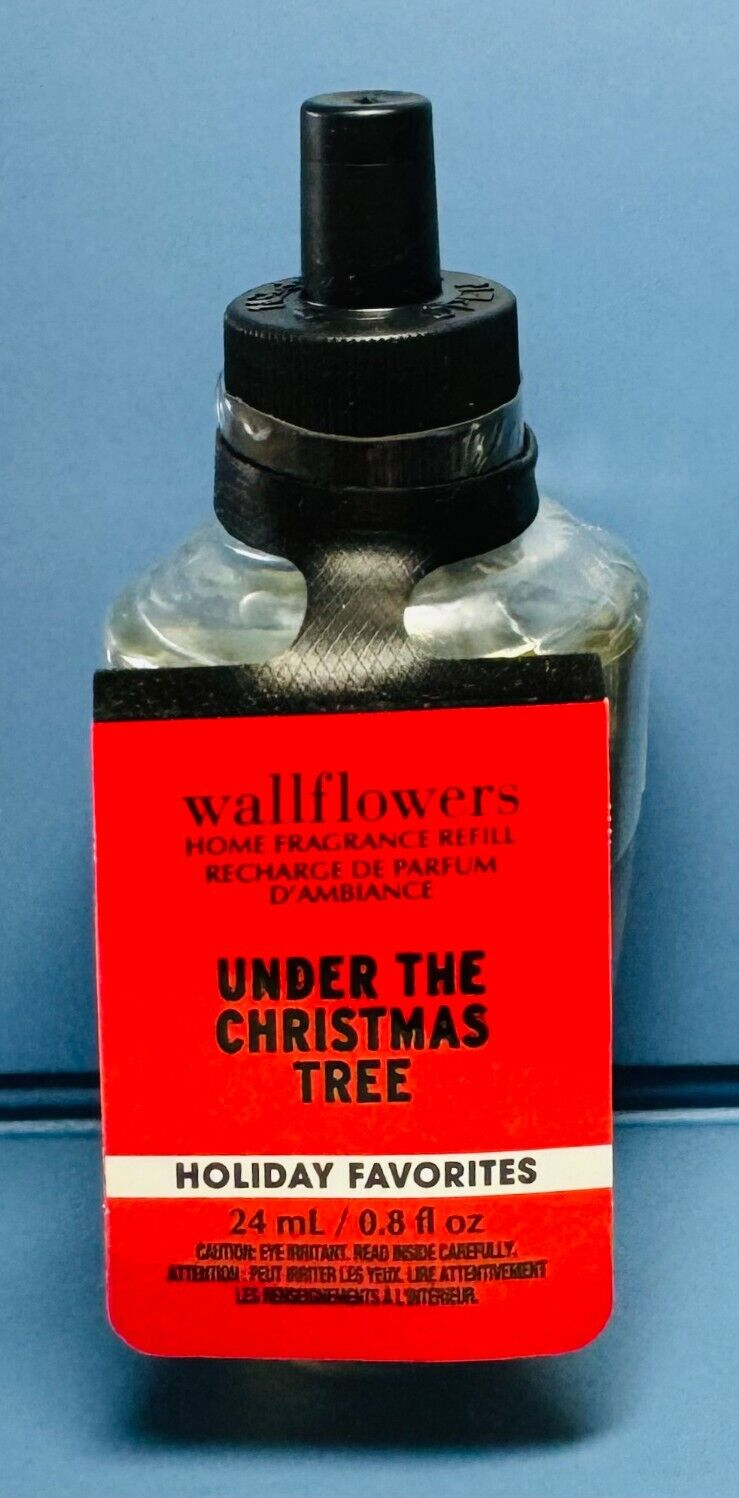 wallflowers
HOME FRAGRANCE REFILL
RECHARGE DE PARFUM
D'AMBIANCE
UNDER THE
CHRISTMAS
TREE
HOLIDAY FAVORITES
24 mL / 0.8 fl oz
CAUTION: EYE IRRITANT. READ INSIDE CAREFULLY.
ATTENTION : PEUT IRRITER LES YEUX. LIRE ATTENTIVEMENT
LES RENSEIGNEMENTS À L'INTÉRIEUR.